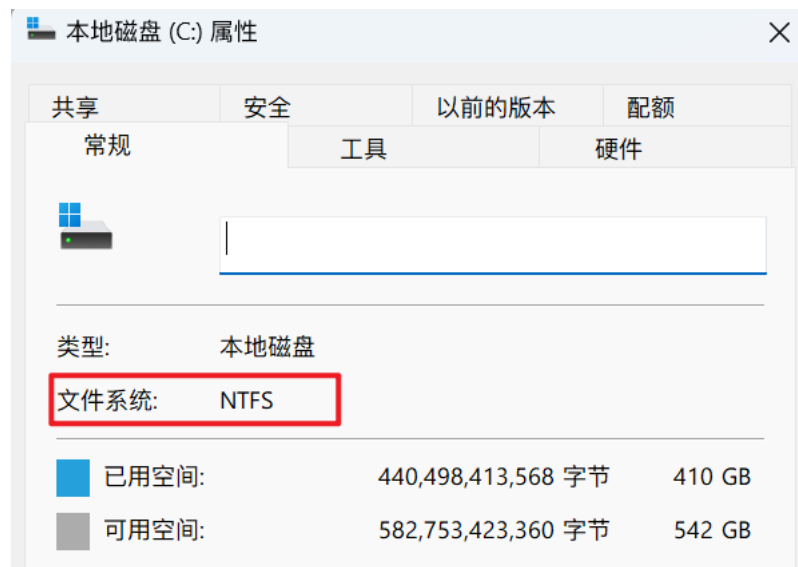 本地磁盘 (C:) 属性
共享 安全 以前的版本 配额
常规 工具 硬件
类型: 本地磁盘
文件系统: NTFS
已用空间: 440,498,413,568 字节 410 GB
可用空间: 582,753,423,360 字节 542 GB